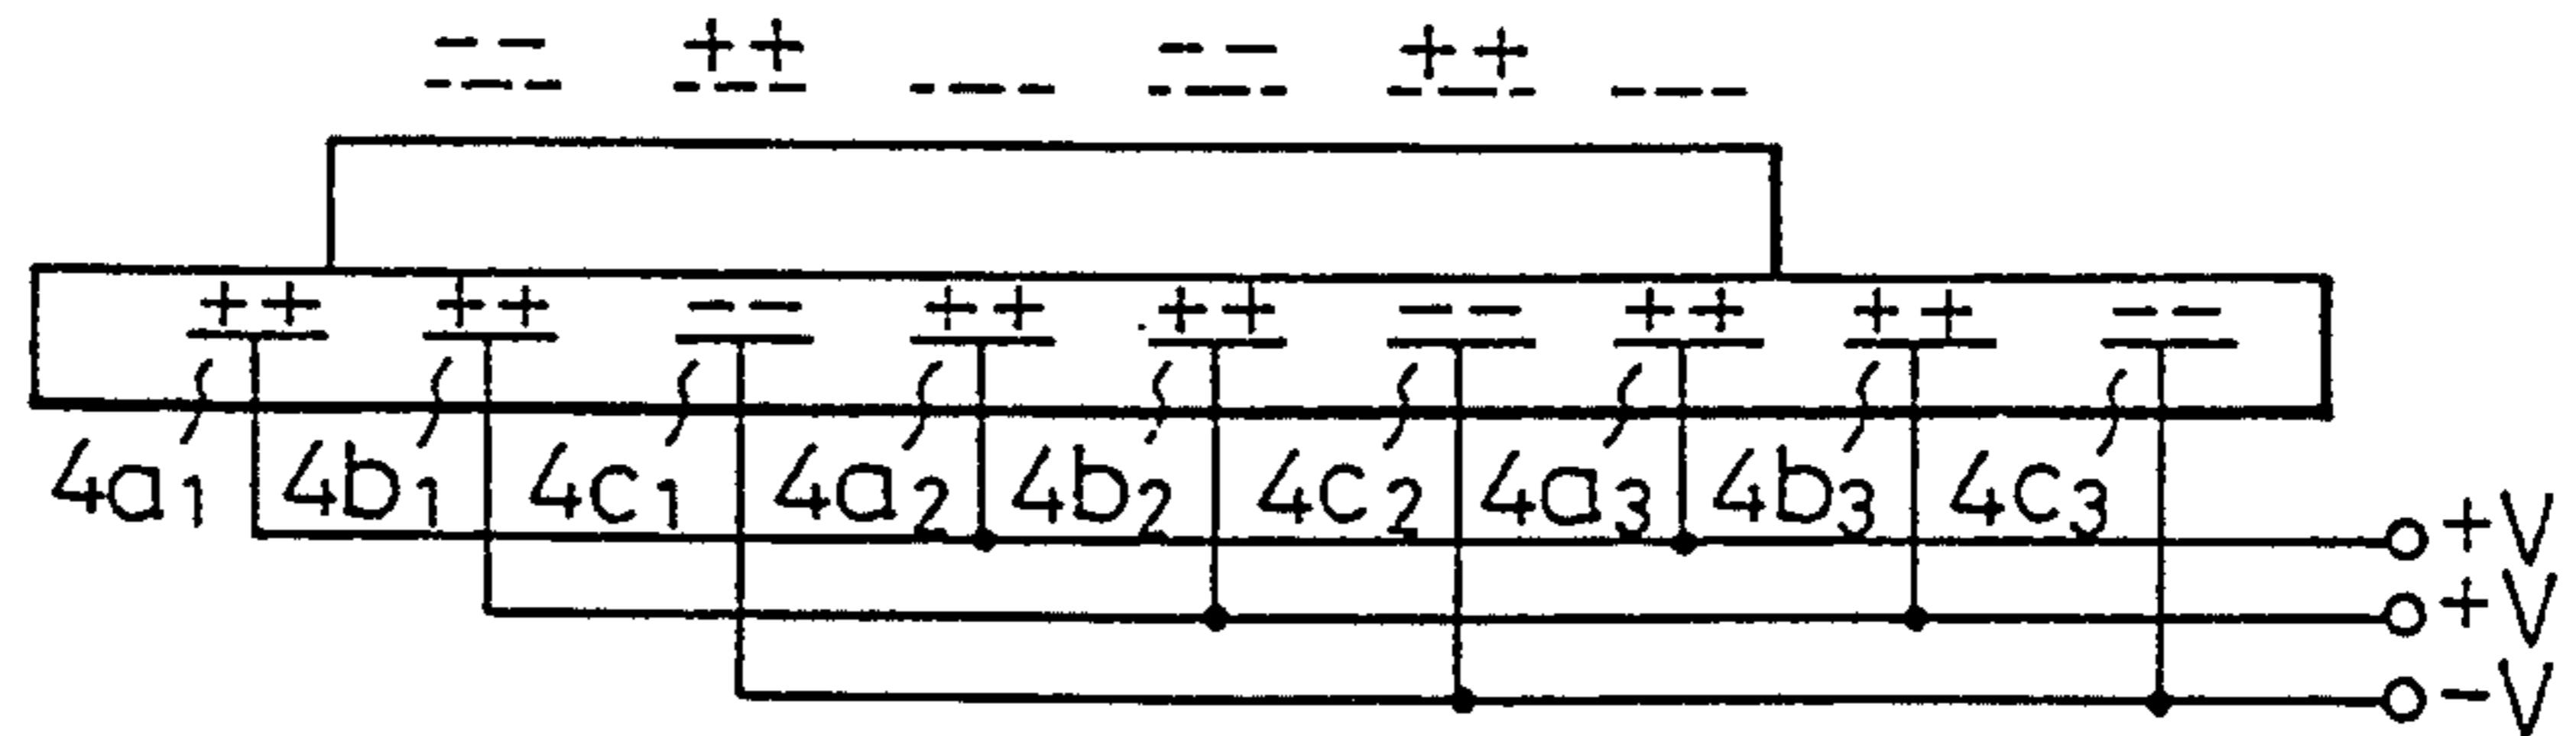 -- ++ -- ++
++ ++ -- ++ ++ -- ++ ++ --
4a1 4b1 4c1 4a2 4b2 4c2 4a3 4b3 4c3
+V
+V
-V